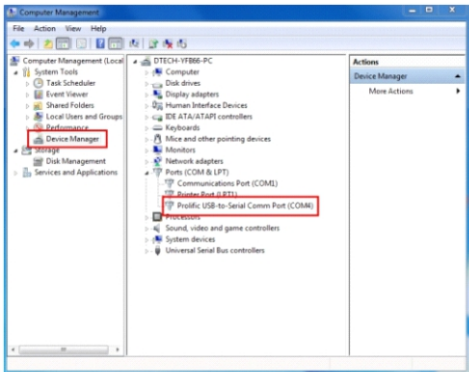 Computer Management
File Action View Help
Computer Management (Local
System Tools
Task Scheduler
Event Viewer
Shared Folders
Local Users and Groups
Performance
Device Manager
Storage
Disk Management
Services and Applications
DTECH-YFB66-PC
Computer
Disk drives
Display adapters
Human Interface Devices
IDE ATA/ATAPI controllers
Keyboards
Mice and other pointing devices
Monitors
Network adapters
Ports (COM & LPT)
Communications Port (COM1)
Printer Port (LPT1)
Prolific USB-to-Serial Comm Port (COM4)
Processors
Sound, video and game controllers
System devices
Universal Serial Bus controllers
Actions
Device Manager
More Actions